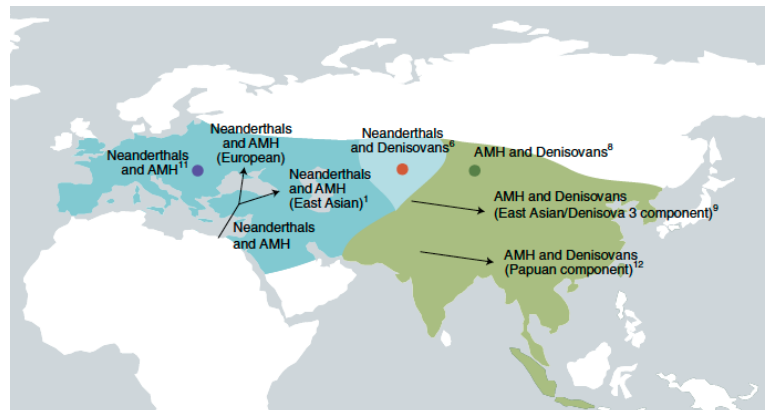 Neanderthals
and AMH¹¹
Neanderthals
and AMH
(European)
Neanderthals
and AMH
(East Asian)¹
Neanderthals
and AMH
Neanderthals
and Denisovans⁶
AMH and Denisovans⁸
AMH and Denisovans
(East Asian/Denisova 3 component)⁹
AMH and Denisovans
(Papuan component)¹²